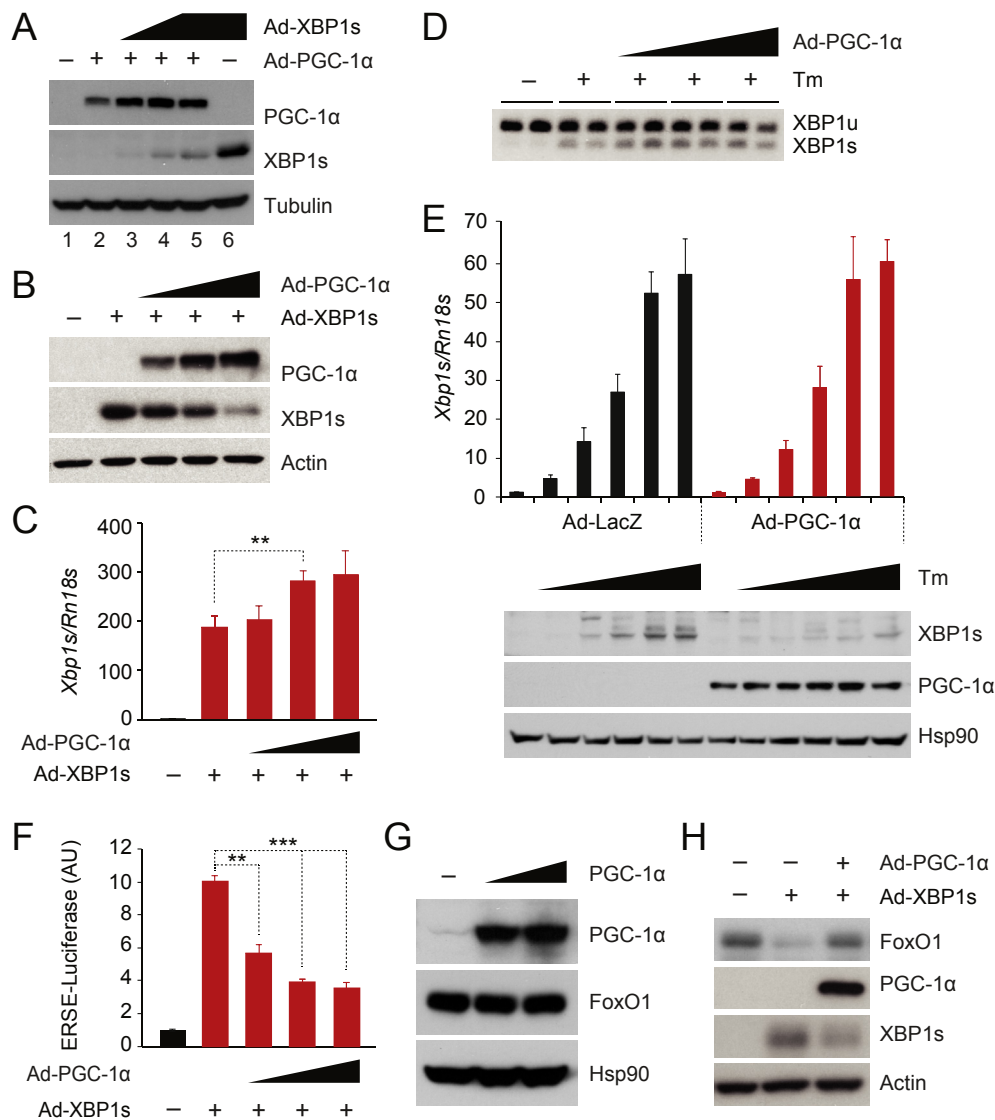 A
Ad-XBP1s
– + + + + –
Ad-PGC-1α
PGC-1α
XBP1s
Tubulin
1 2 3 4 5 6
B
Ad-PGC-1α
– + + + +
Ad-XBP1s
PGC-1α
XBP1s
Actin
C
400
300
200
100
0
Xbp1s/Rn18s
**
Ad-PGC-1α
Ad-XBP1s – + + + +
D
Ad-PGC-1α
– + + + +
Tm
XBP1u
XBP1s
E
70
60
50
40
30
20
10
0
Xbp1s/Rn18s
Ad-LacZ Ad-PGC-1α
Tm
XBP1s
PGC-1α
Hsp90
F
12
10
8
6
4
2
0
ERSE-Luciferase (AU)
***
**
Ad-PGC-1α
Ad-XBP1s – + + + +
G
– PGC-1α
PGC-1α
FoxO1
Hsp90
H
– – + Ad-PGC-1α
– + + Ad-XBP1s
FoxO1
PGC-1α
XBP1s
Actin